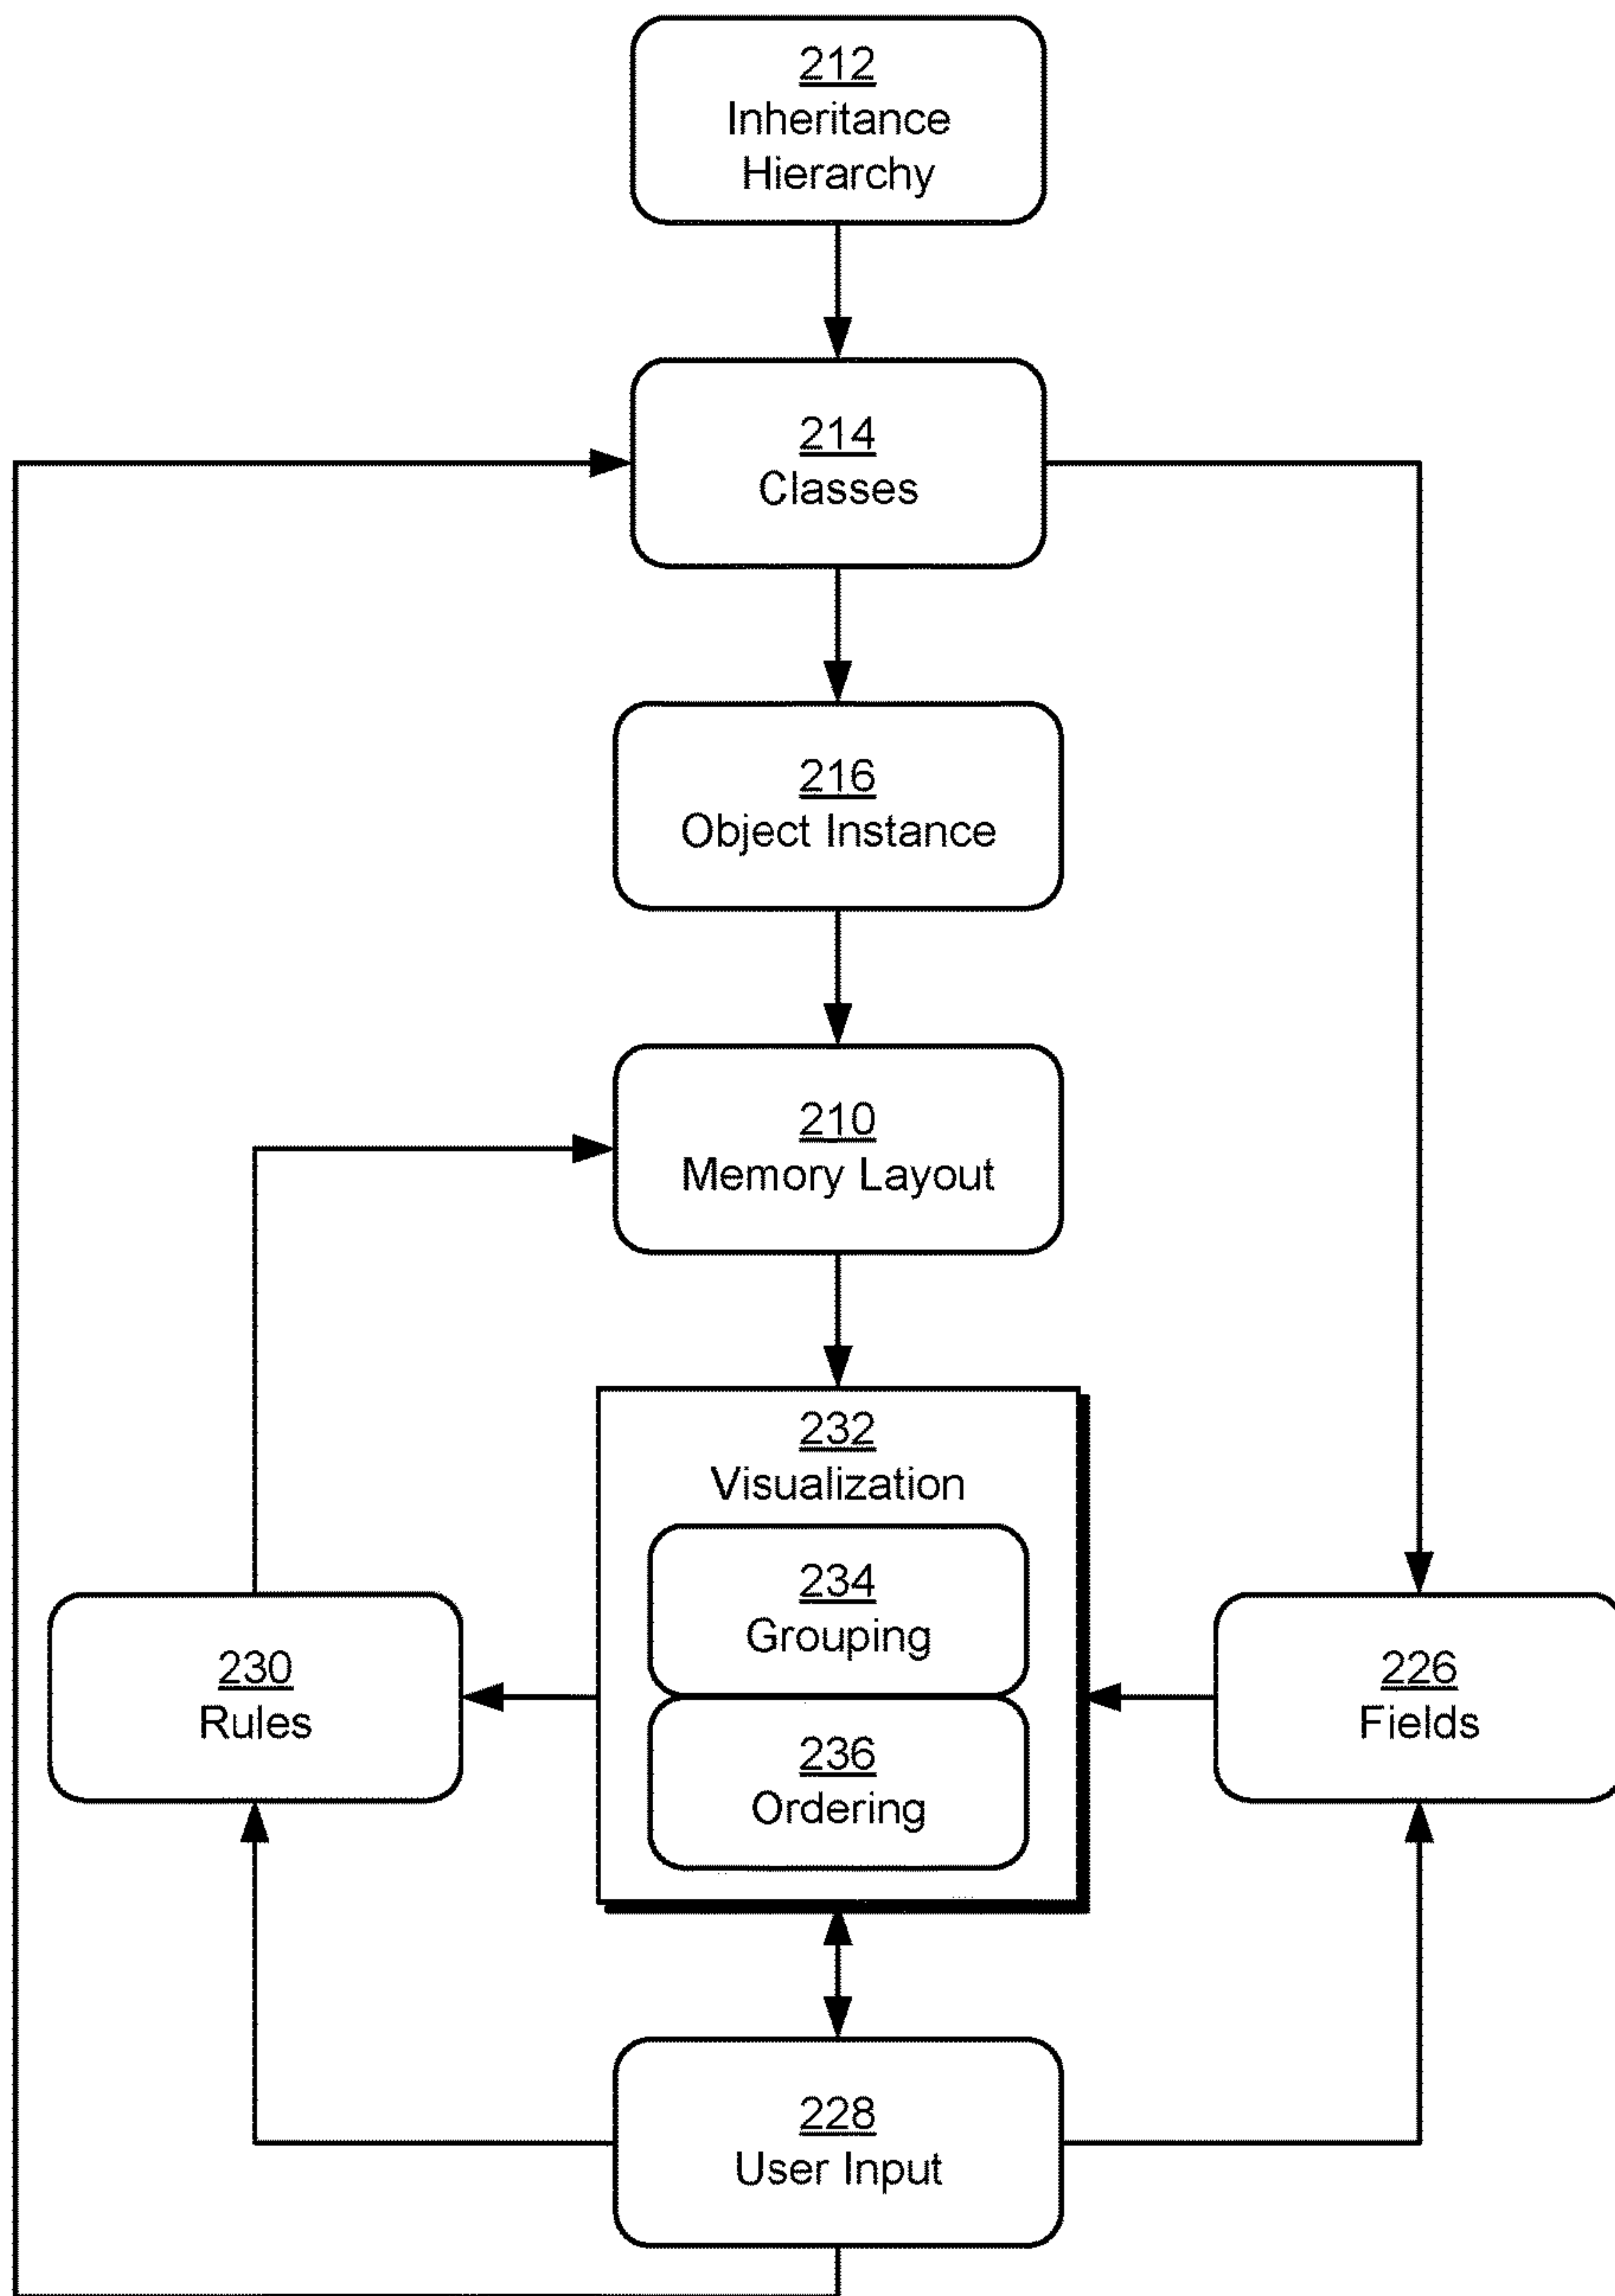 212
Inheritance
Hierarchy
214
Classes
216
Object Instance
210
Memory Layout
232
Visualization
234
Grouping
230
Rules
226
Fields
236
Ordering
228
User Input